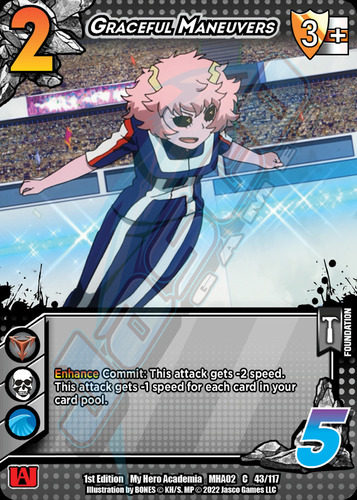 2 GRACEFUL MANEUVERS 3 +
FOUNDATION
Enhance Commit: This attack gets -2 speed.
This attack gets -1 speed for each card in your
card pool.
5
1st Edition My Hero Academia MHA02 C 43/117
Illustration by BONES © KH/S. MP © 2022 Jasco Games LLC